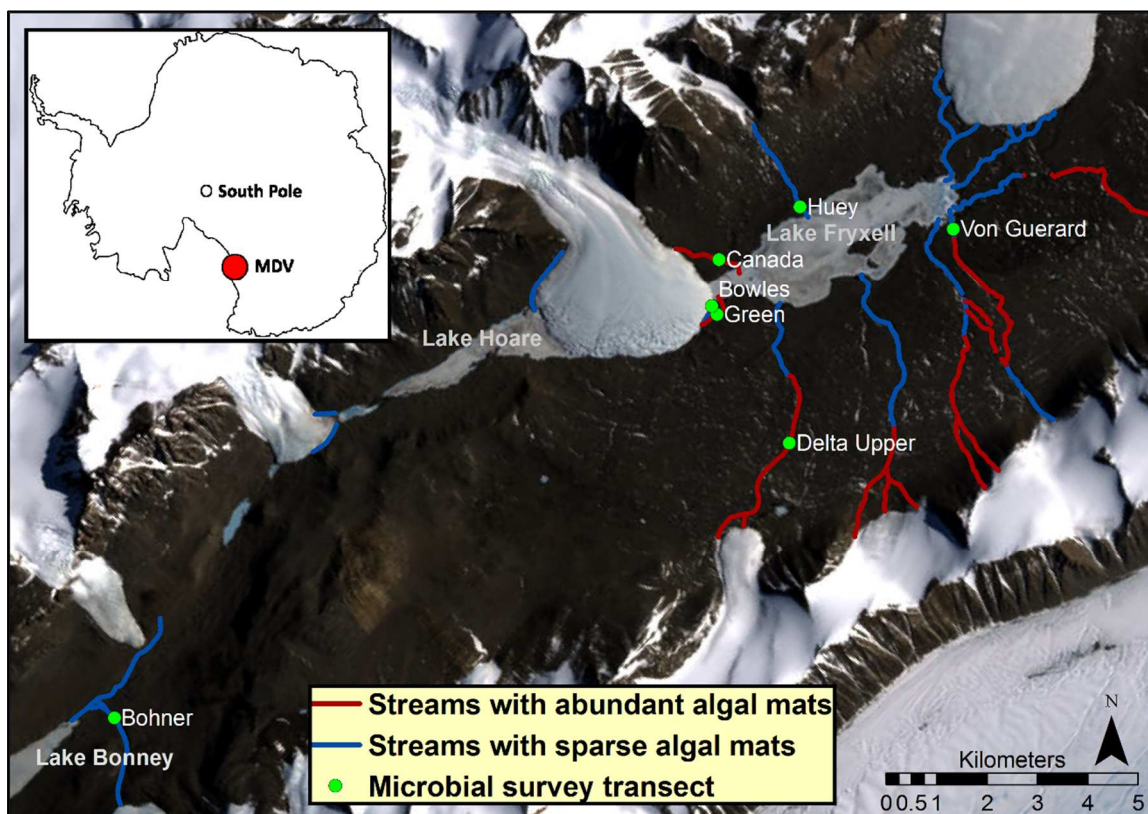 South Pole
MDV
Huey
Lake Fryxell
Von Guerard
Canada
Bowles
Green
Lake Hoare
Delta Upper
Bohner
Lake Bonney
Streams with abundant algal mats
Streams with sparse algal mats
Microbial survey transect
N
Kilometers
0 0.5 1 2 3 4 5